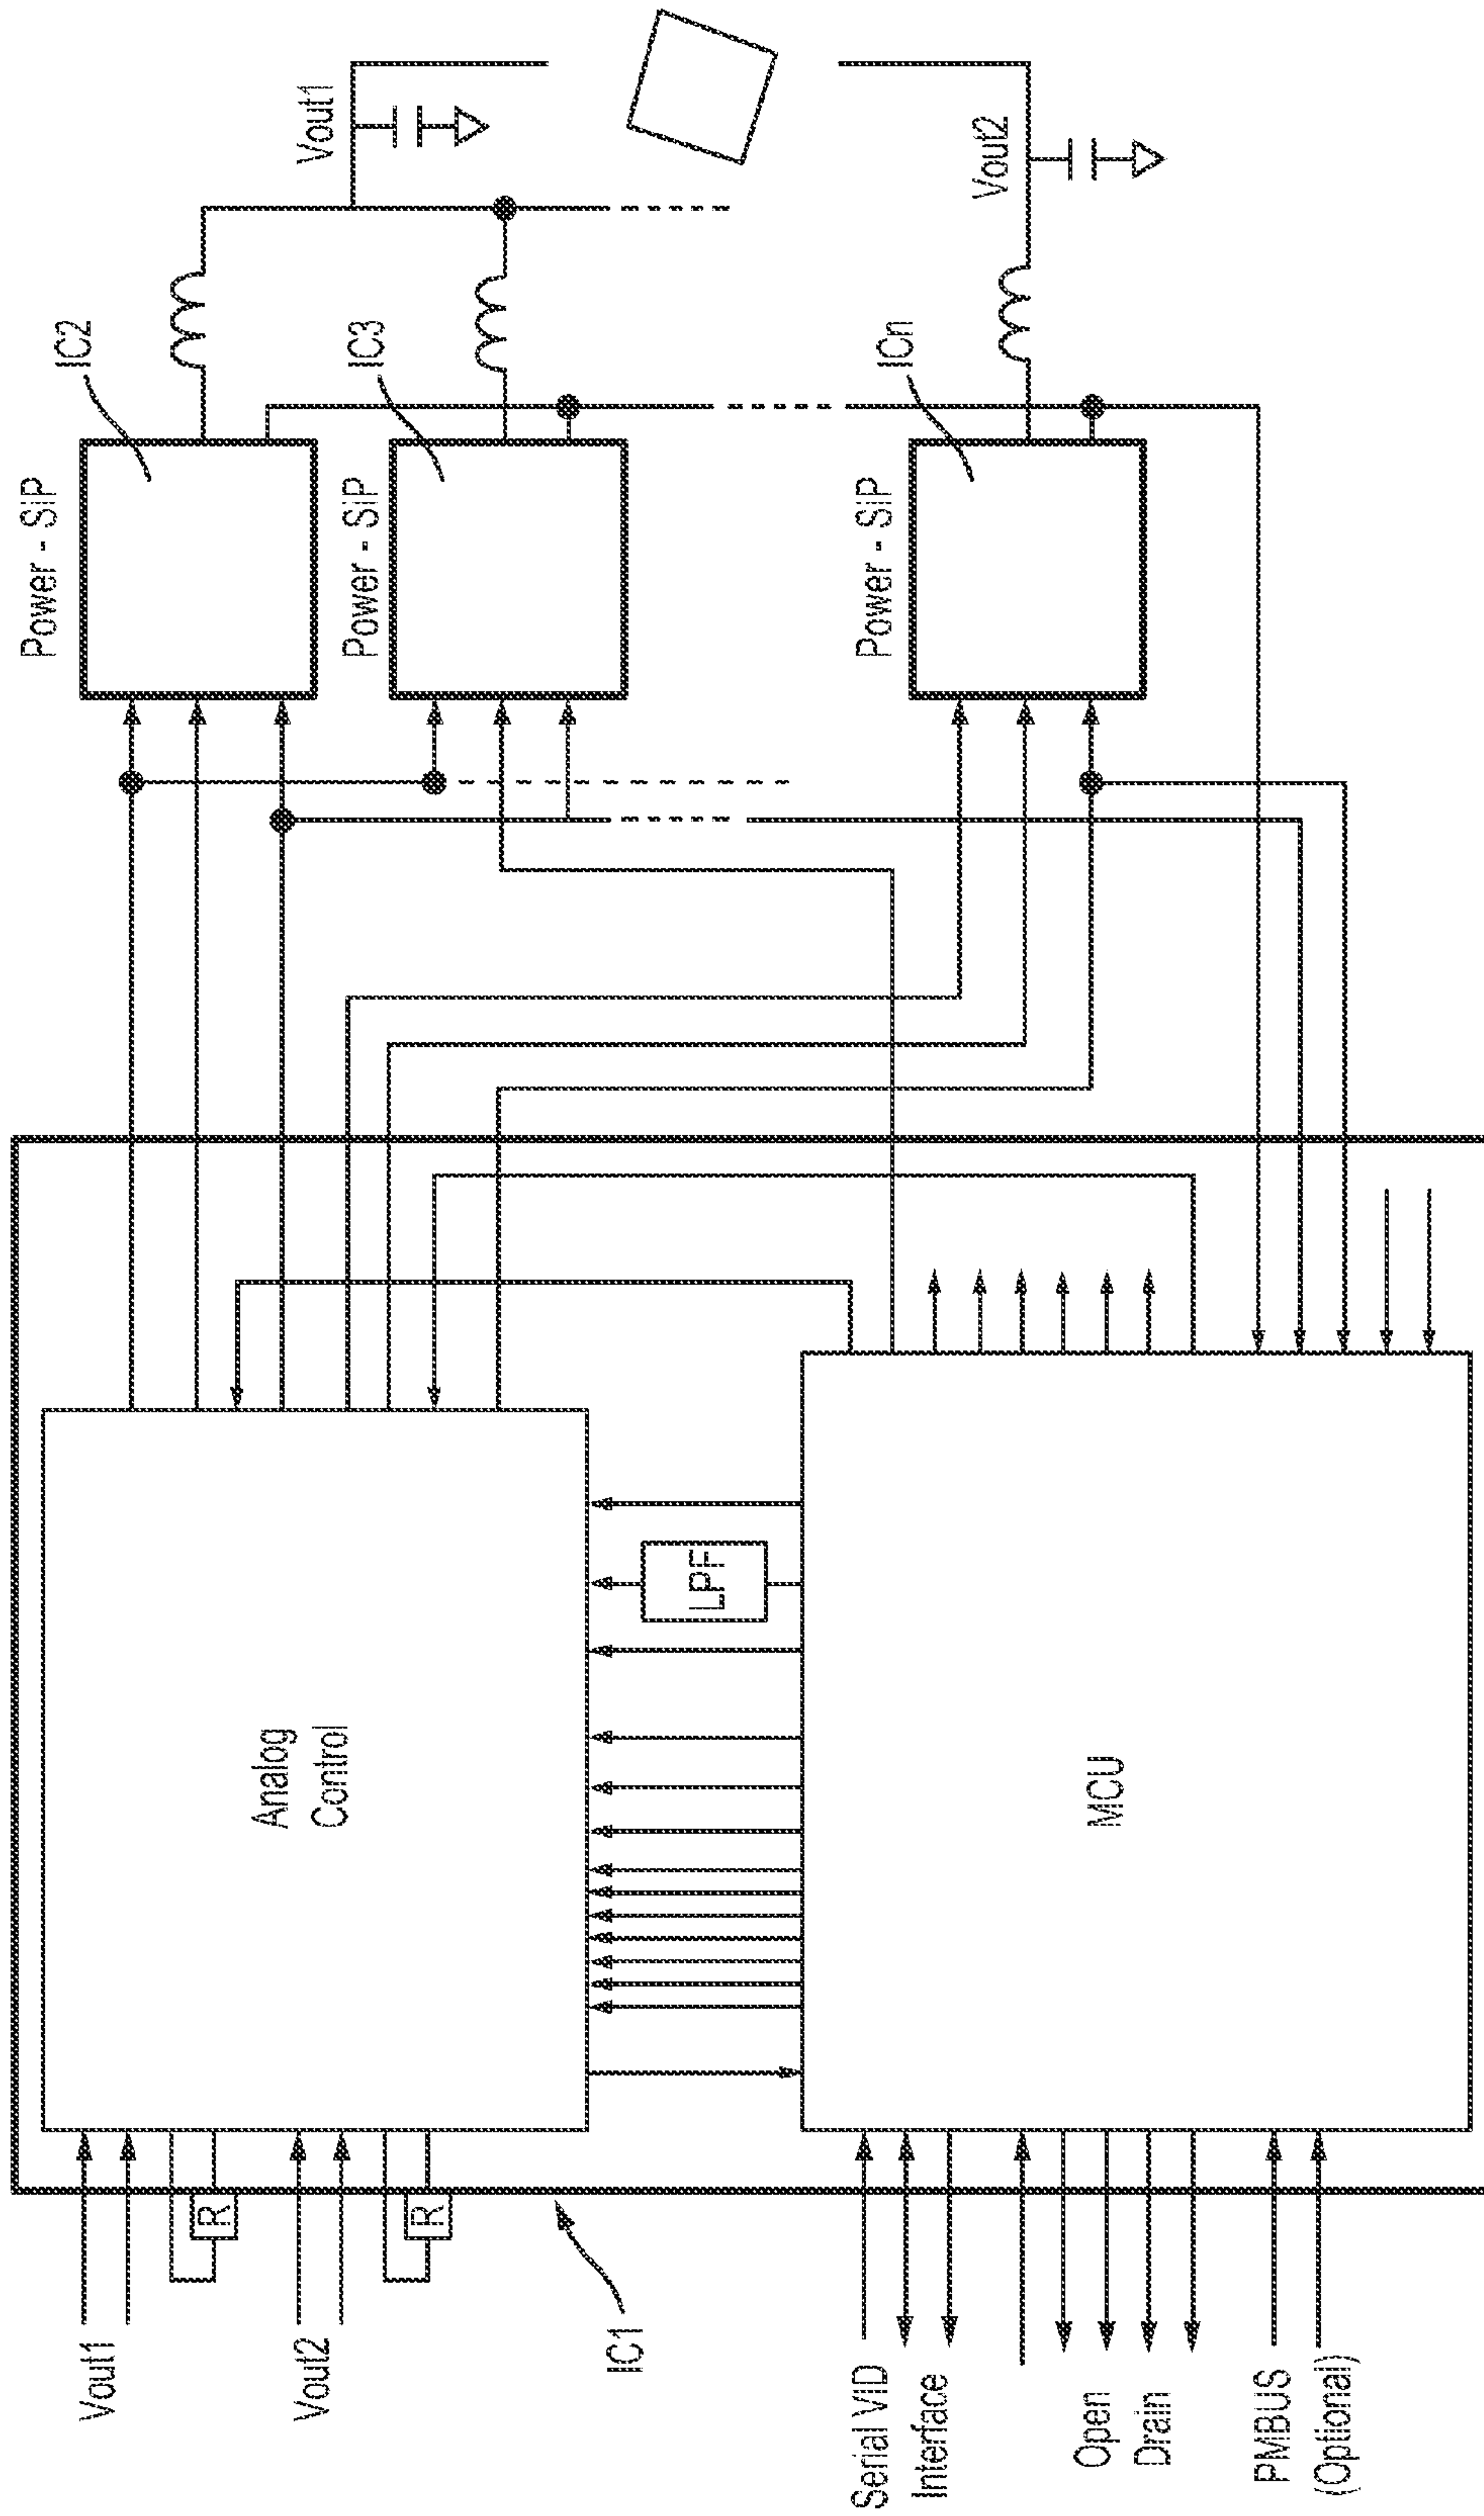 Vout1
R
Vout2
R
IC1
Analog
Control
LPF
MCU
Serial VID
Interface
Open
Drain
PMBUS
(Optional)
Power - SiP
IC2
Power - SiP
IC3
Power - SiP
ICn
Vout1
Vout2